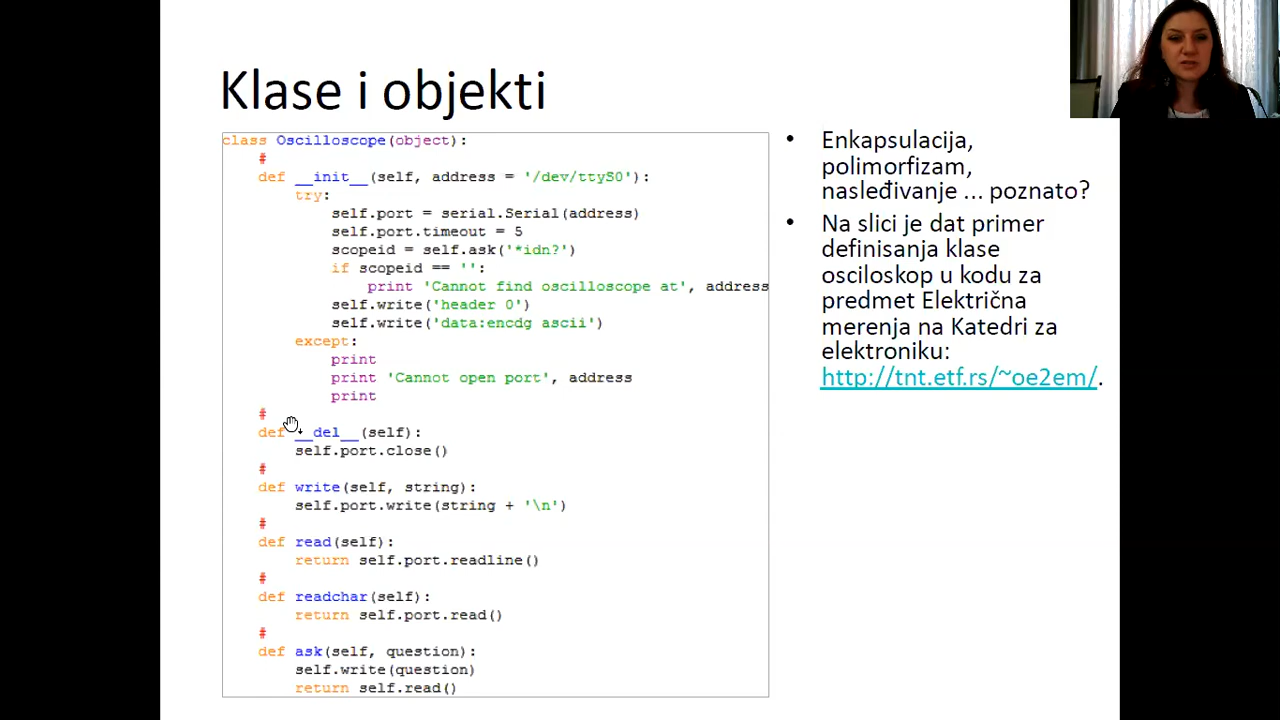 Klase i objekti
class Oscilloscope(object):
    #
    def __init__(self, address = '/dev/ttyS0'):
        try:
            self.port = serial.Serial(address)
            self.port.timeout = 5
            scopeid = self.ask('*idn?')
            if scopeid == '':
                print 'Cannot find oscilloscope at', address
            self.write('header 0')
            self.write('data:encdg ascii')
        except:
            print
            print 'Cannot open port', address
            print
    #
    def __del__(self):
        self.port.close()
    #
    def write(self, string):
        self.port.write(string + '\n')
    #
    def read(self):
        return self.port.readline()
    #
    def readchar(self):
        return self.port.read()
    #
    def ask(self, question):
        self.write(question)
        return self.read()
• Enkapsulacija,
polimorfizam,
nasleđivanje ... poznato?
• Na slici je dat primer
definisanja klase
osciloskop u kodu za
predmet Električna
merenja na Katedri za
elektroniku:
http://tnt.etf.rs/~oe2em/.